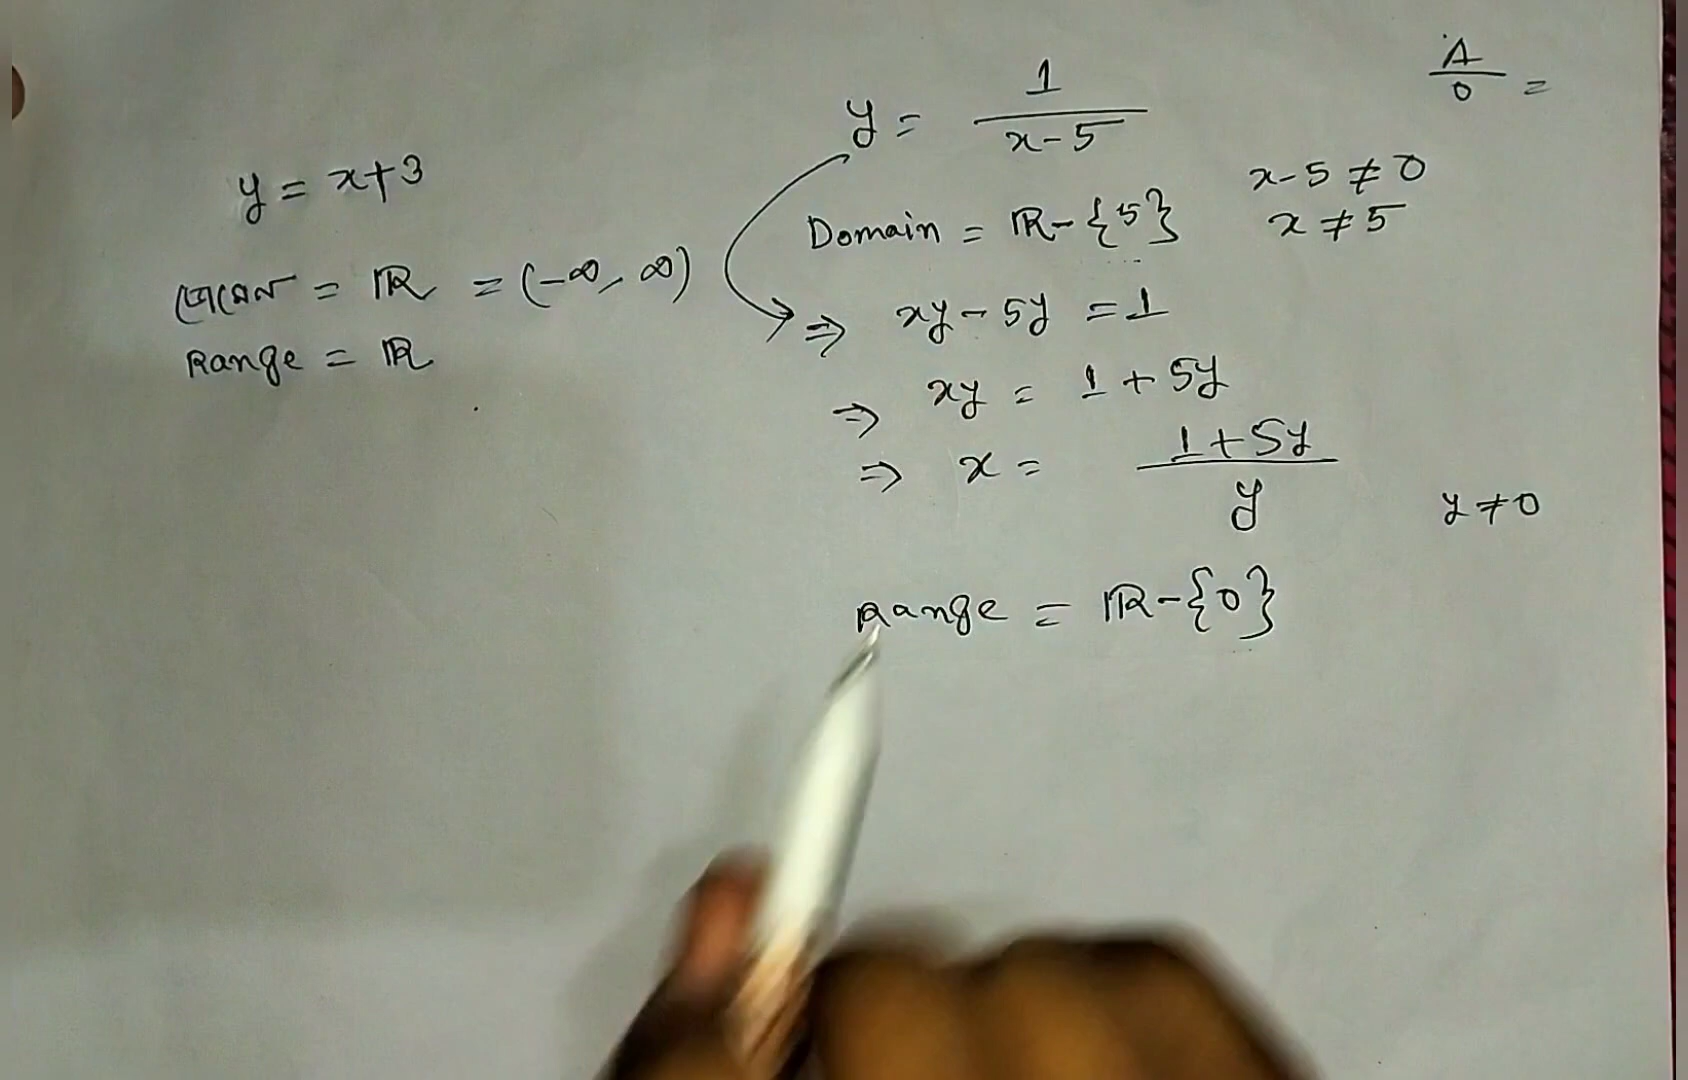 y = x+3
ডোমেন = ℝ = (-∞, ∞)
Range = ℝ
y = 1/(x-5)
A/0 =
x-5 ≠ 0
Domain = ℝ-{5}
x ≠ 5
⇒ xy - 5y = 1
⇒ xy = 1 + 5y
⇒ x = (1+5y)/y
y ≠ 0
Range = ℝ-{0}